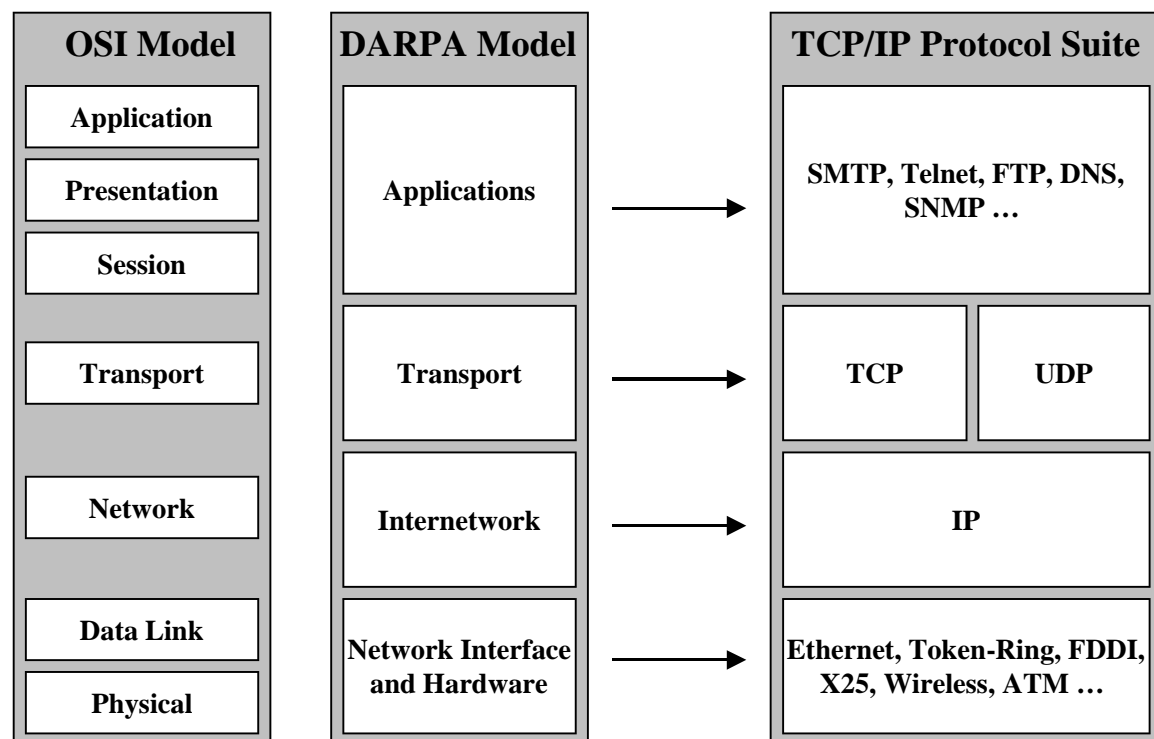 OSI Model
Application
Presentation
Session
Transport
Network
Data Link
Physical
DARPA Model
Applications
Transport
Internetwork
Network Interface
and Hardware
TCP/IP Protocol Suite
SMTP, Telnet, FTP, DNS,
SNMP …
TCP
UDP
IP
Ethernet, Token-Ring, FDDI,
X25, Wireless, ATM …